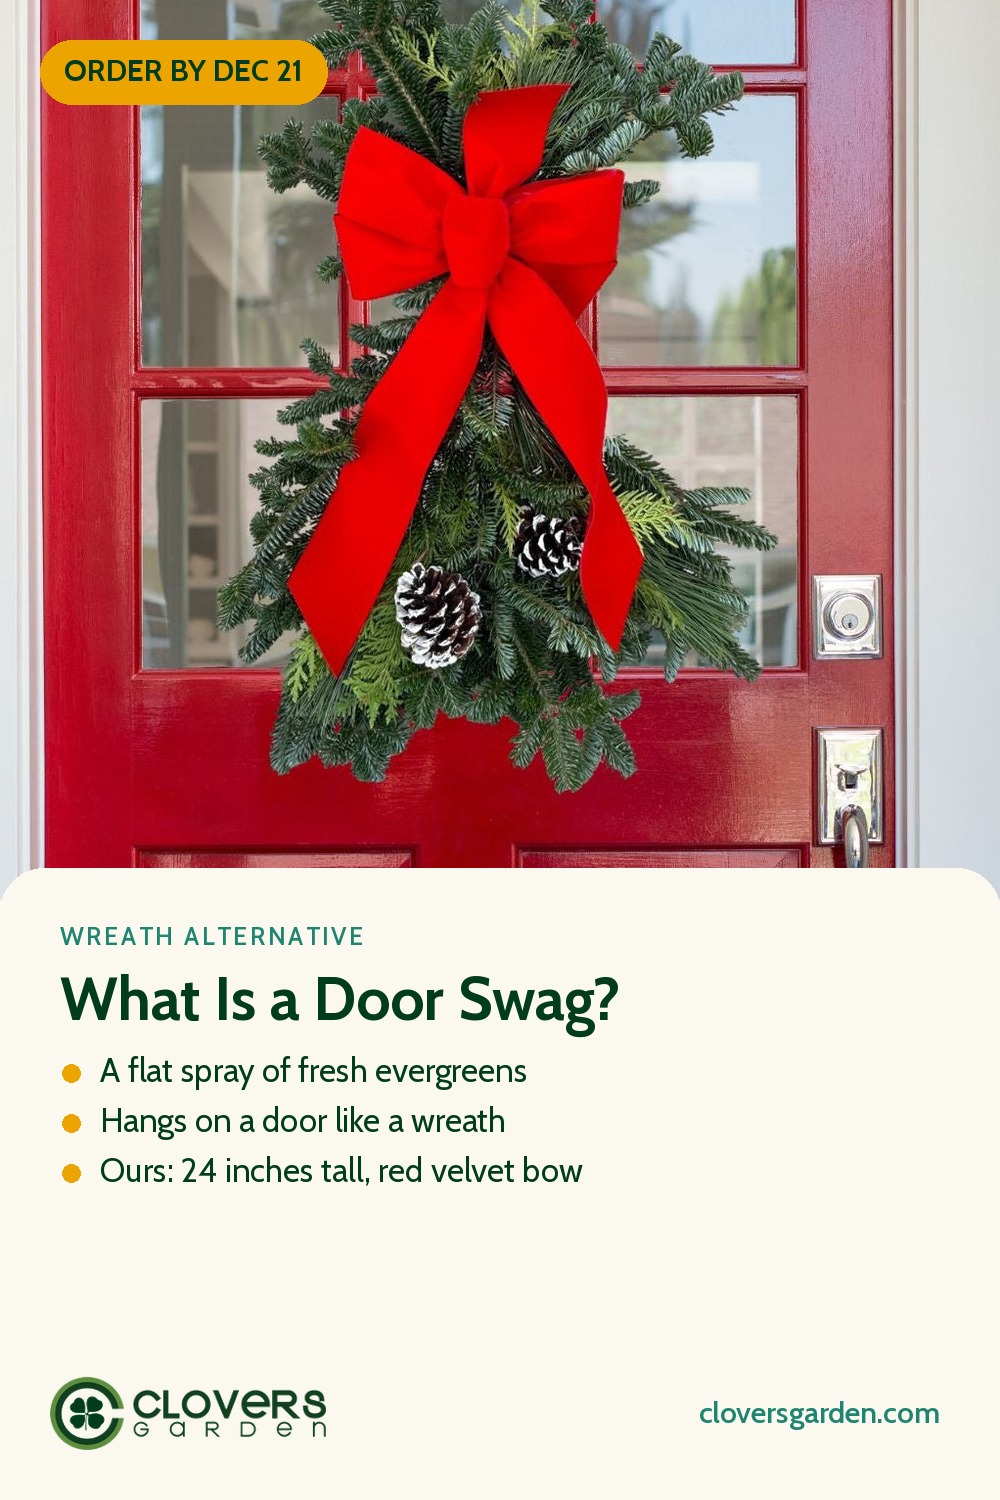 ORDER BY DEC 21
WREATH ALTERNATIVE
What Is a Door Swag?
A flat spray of fresh evergreens
Hangs on a door like a wreath
Ours: 24 inches tall, red velvet bow
CLOVERS
GARDEN
cloversgarden.com